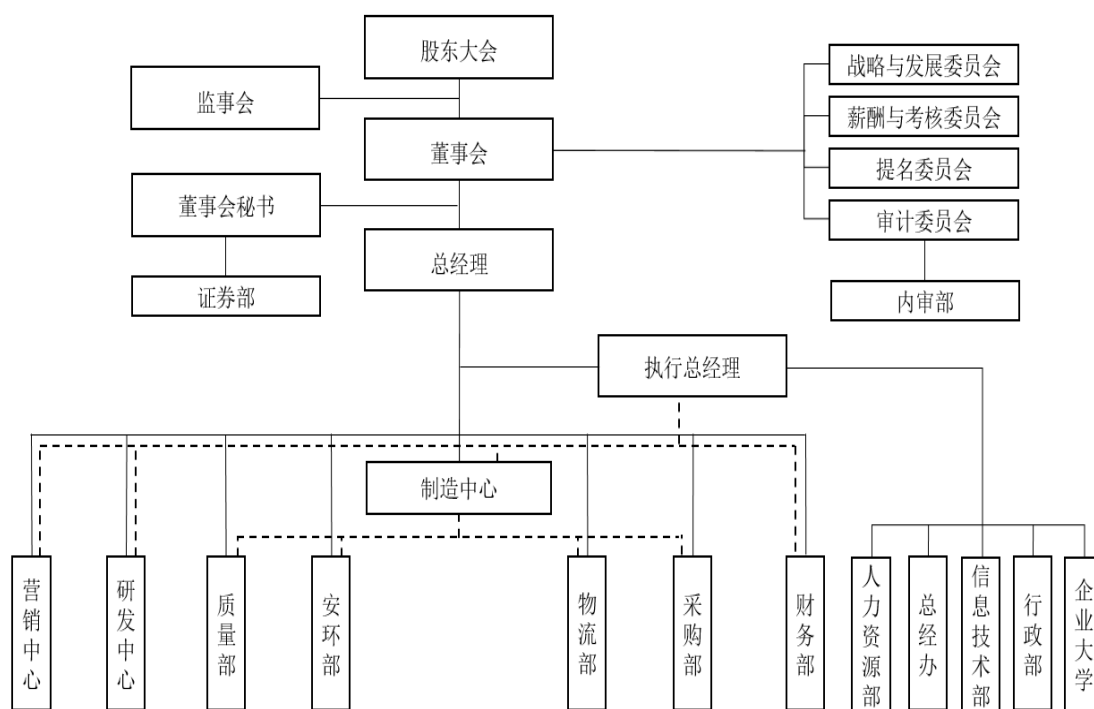 股东大会
监事会
董事会
董事会秘书
总经理
证券部
战略与发展委员会
薪酬与考核委员会
提名委员会
审计委员会
内审部
执行总经理
制造中心
营销中心
研发中心
质量部
安环部
物流部
采购部
财务部
人力资源部
总经办
信息技术部
行政部
企业大学